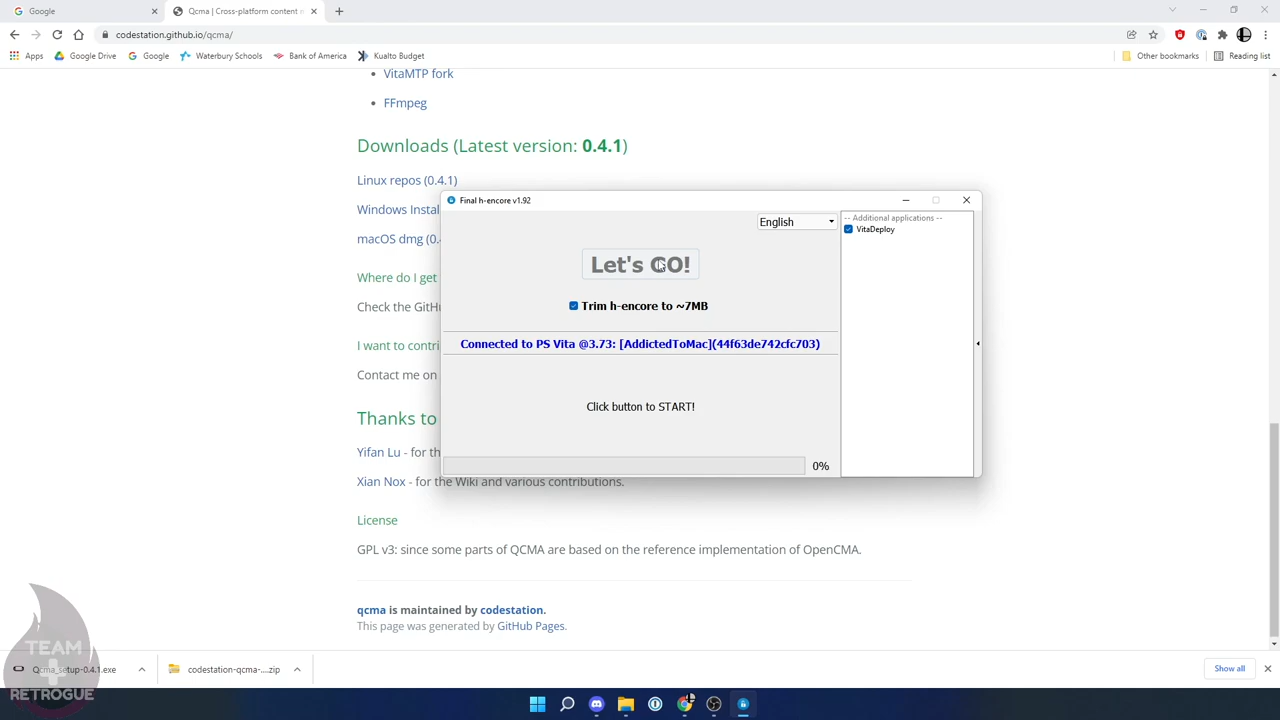 Google
Qcma | Cross-platform content m
codestation.github.io/qcma/
Apps
Google Drive
Google
Waterbury Schools
Bank of America
Kualto Budget
Other bookmarks
Reading list
VitaMTP fork
FFmpeg
Downloads (Latest version: 0.4.1)
Linux repos (0.4.1)
Windows Instal
macOS dmg (0.
Where do I get
Check the GitH
I want to contri
Contact me on
Thanks to
Yifan Lu - for th
Xian Nox - for the Wiki and various contributions.
License
GPL v3: since some parts of QCMA are based on the reference implementation of OpenCMA.
qcma is maintained by codestation.
This page was generated by GitHub Pages.
Final h-encore v1.92
English
Let's GO!
Trim h-encore to ~7MB
Connected to PS Vita @3.73: [AddictedToMac](44f63de742cfc703)
Click button to START!
0%
-- Additional applications --
VitaDeploy
Qcma_setup-0.4.1.exe
codestation-qcma-....zip
Show all
TEAM
RETROGUE